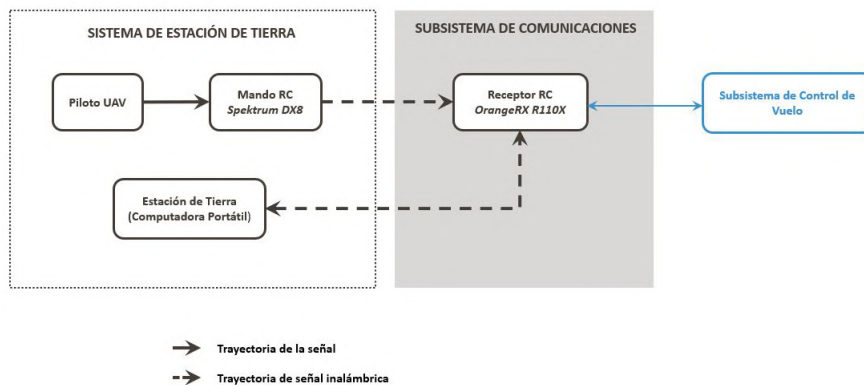 SISTEMA DE ESTACIÓN DE TIERRA
SUBSISTEMA DE COMUNICACIONES
Piloto UAV
Mando RC
Spektrum DX8
Receptor RC
OrangeRX R110X
Subsistema de Control de
Vuelo
Estación de Tierra
(Computadora Portátil)
Trayectoria de la señal
Trayectoria de señal inalámbrica